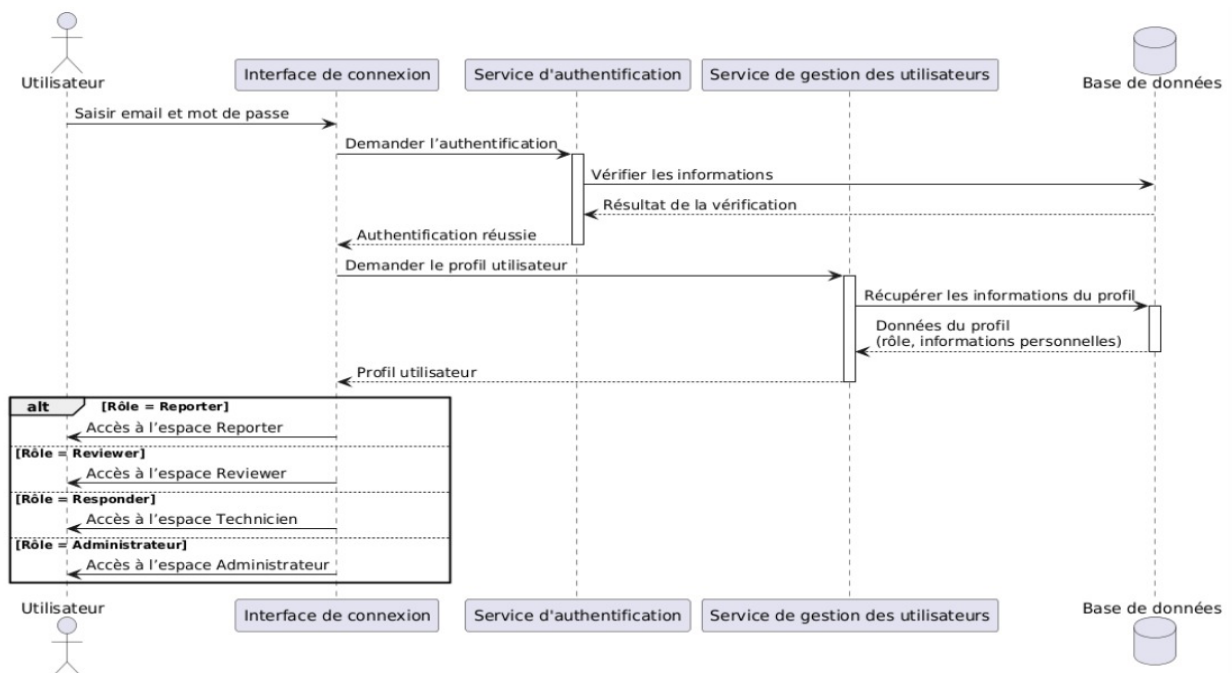 Utilisateur
Interface de connexion
Service d'authentification
Service de gestion des utilisateurs
Base de données
Saisir email et mot de passe
Demander l’authentification
Vérifier les informations
Résultat de la vérification
Authentification réussie
Demander le profil utilisateur
Récupérer les informations du profil
Données du profil
(rôle, informations personnelles)
Profil utilisateur
alt
[Rôle = Reporter]
Accès à l’espace Reporter
[Rôle = Reviewer]
Accès à l’espace Reviewer
[Rôle = Responder]
Accès à l’espace Technicien
[Rôle = Administrateur]
Accès à l’espace Administrateur
Utilisateur
Interface de connexion
Service d'authentification
Service de gestion des utilisateurs
Base de données